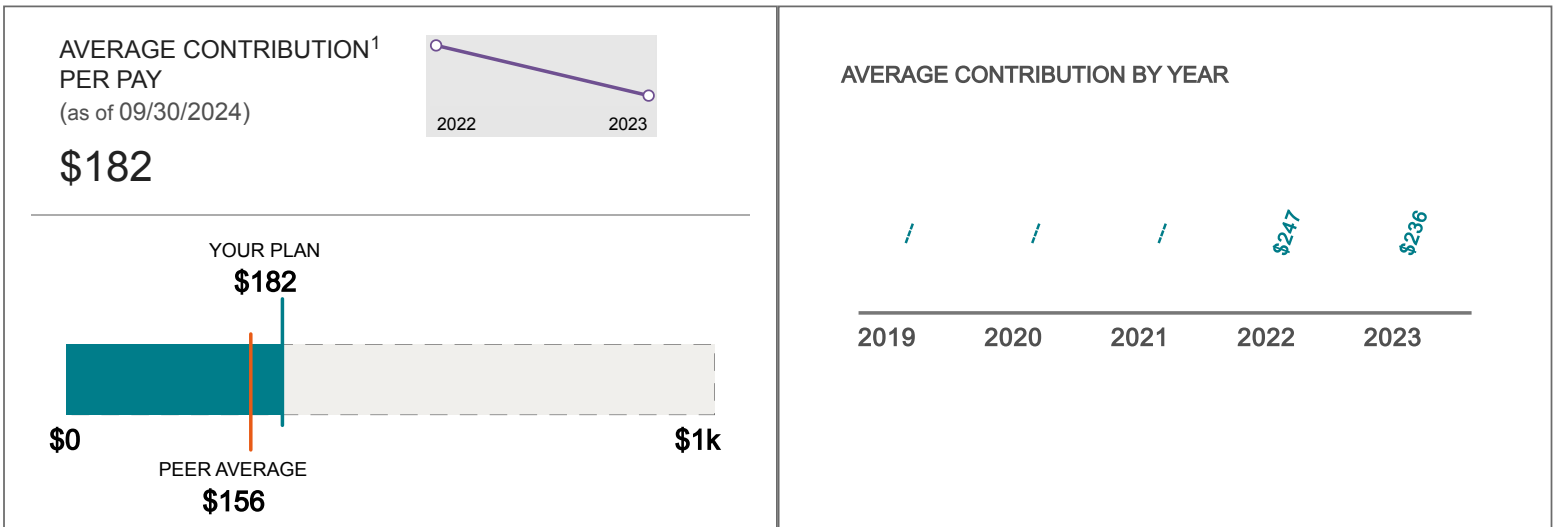 AVERAGE CONTRIBUTION1
PER PAY
(as of 09/30/2024)
$182
2022 2023
YOUR PLAN
$182
$0 $1k
PEER AVERAGE
$156
AVERAGE CONTRIBUTION BY YEAR
-- -- -- $247 $236
2019 2020 2021 2022 2023